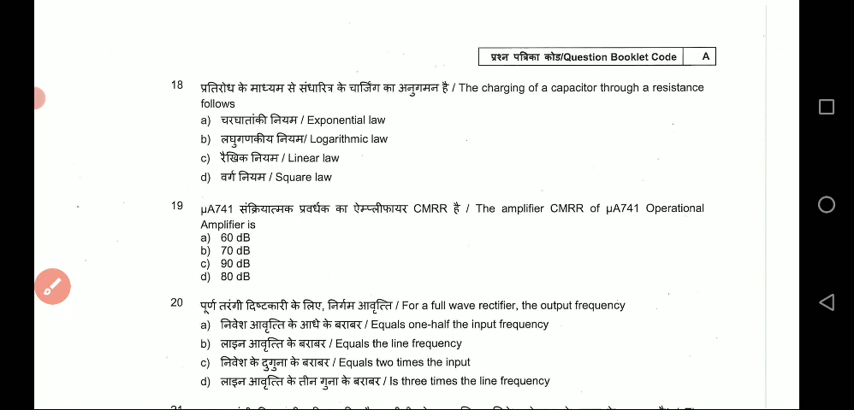 प्रश्न पत्रिका कोड/Question Booklet Code A
18 प्रतिरोध के माध्यम से संधारित्र के चार्जिंग का अनुगमन है / The charging of a capacitor through a resistance
follows
a) चरघातांकी नियम / Exponential law
b) लघुगणकीय नियम/ Logarithmic law
c) रैखिक नियम / Linear law
d) वर्ग नियम / Square law
19 µA741 संक्रियात्मक प्रवर्धक का ऐम्प्लीफायर CMRR है / The amplifier CMRR of µA741 Operational
Amplifier is
a) 60 dB
b) 70 dB
c) 90 dB
d) 80 dB
20 पूर्ण तरंगी दिष्टकारी के लिए, निर्गम आवृत्ति / For a full wave rectifier, the output frequency
a) निवेश आवृत्ति के आधे के बराबर / Equals one-half the input frequency
b) लाइन आवृत्ति के बराबर / Equals the line frequency
c) निवेश के दुगुना के बराबर / Equals two times the input
d) लाइन आवृत्ति के तीन गुना के बराबर / Is three times the line frequency